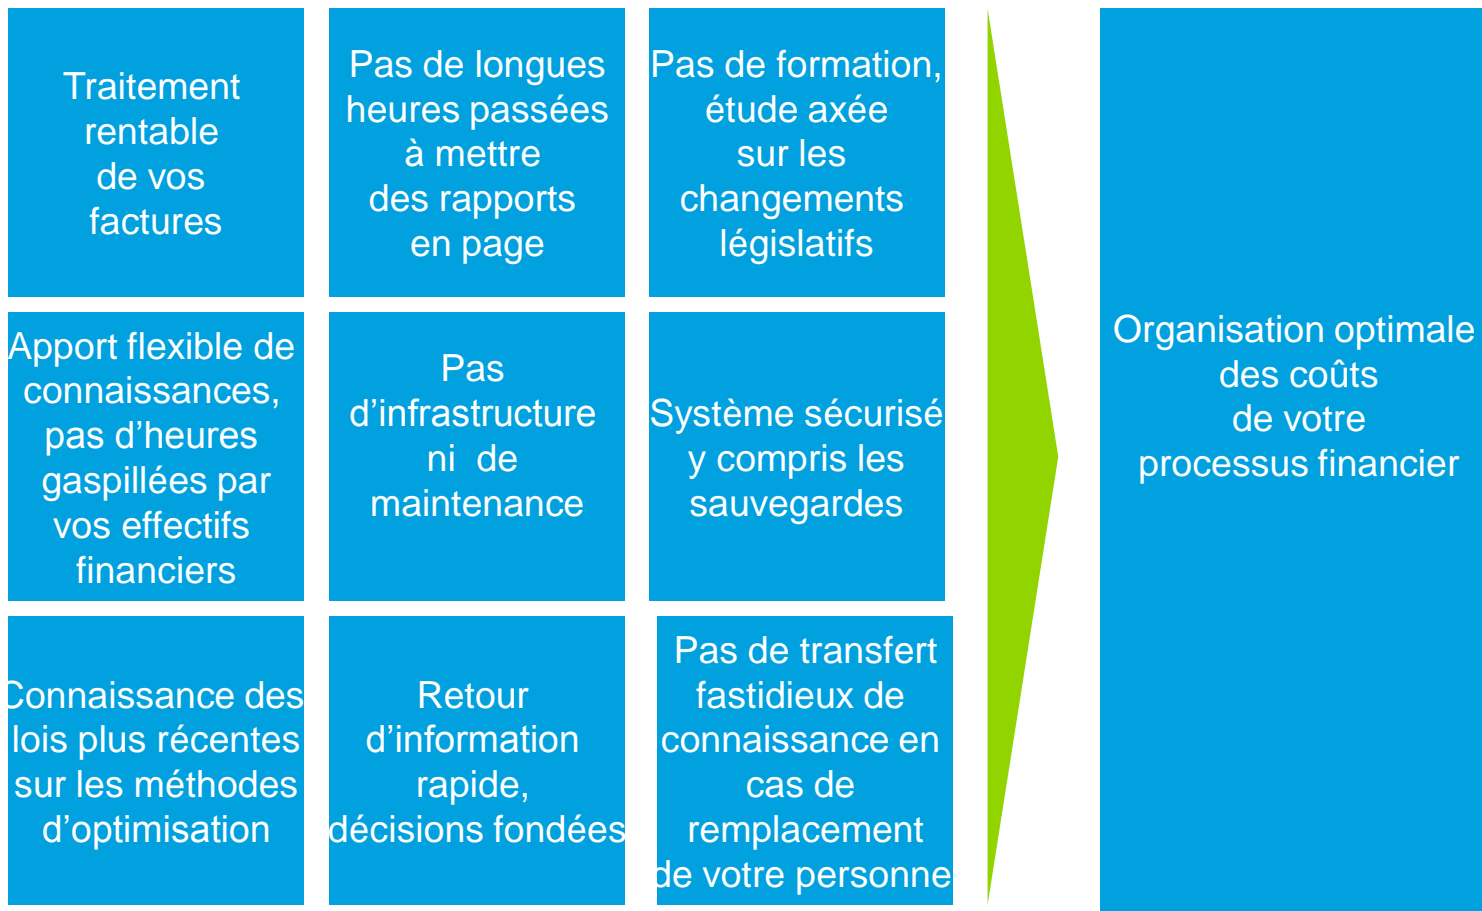 Traitement
rentable
de vos
factures
Pas de longues
heures passées
à mettre
des rapports
en page
Pas de formation,
étude axée
sur les
changements
législatifs
Apport flexible de
connaissances,
pas d’heures
gaspillées par
vos effectifs
financiers
Pas
d’infrastructure
ni de
maintenance
Système sécurisé
y compris les
sauvegardes
Connaissance des
lois plus récentes
sur les méthodes
d’optimisation
Retour
d’information
rapide,
décisions fondées
Pas de transfert
fastidieux de
connaissance en
cas de
remplacement
de votre personne
Organisation optimale
des coûts
de votre
processus financier